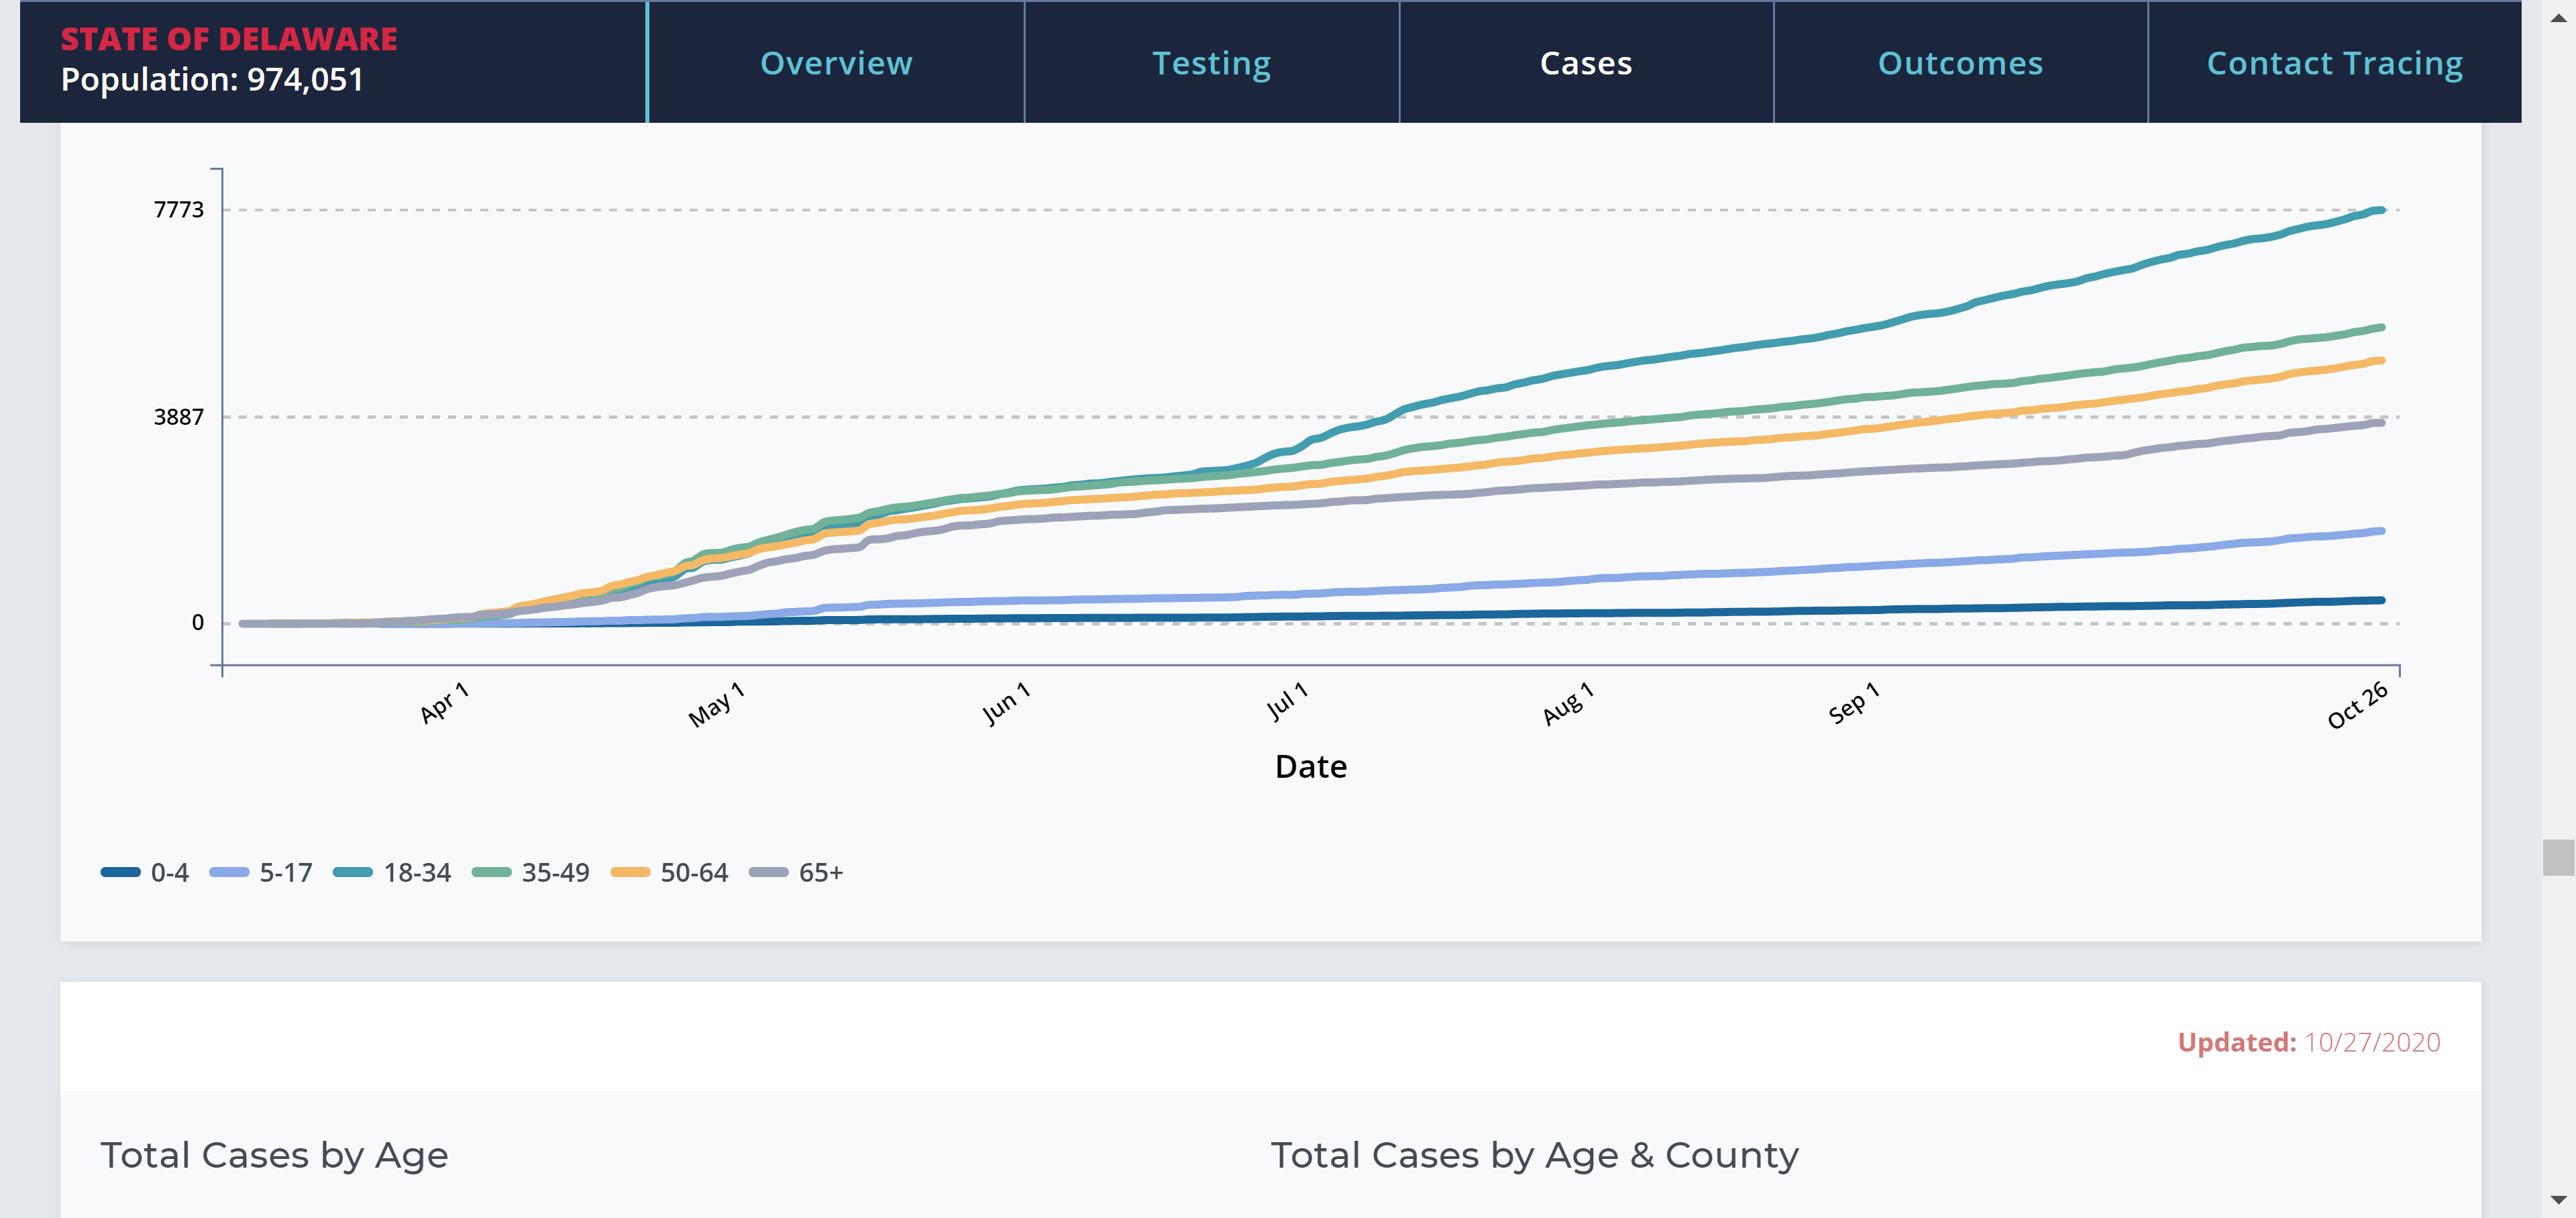 STATE OF DELAWARE
Population: 974,051
Overview
Testing
Cases
Outcomes
Contact Tracing
7773
3887
0
Apr 1
May 1
Jun 1
Jul 1
Aug 1
Sep 1
Oct 26
Date
0-4
5-17
18-34
35-49
50-64
65+
Updated: 10/27/2020
Total Cases by Age
Total Cases by Age & County